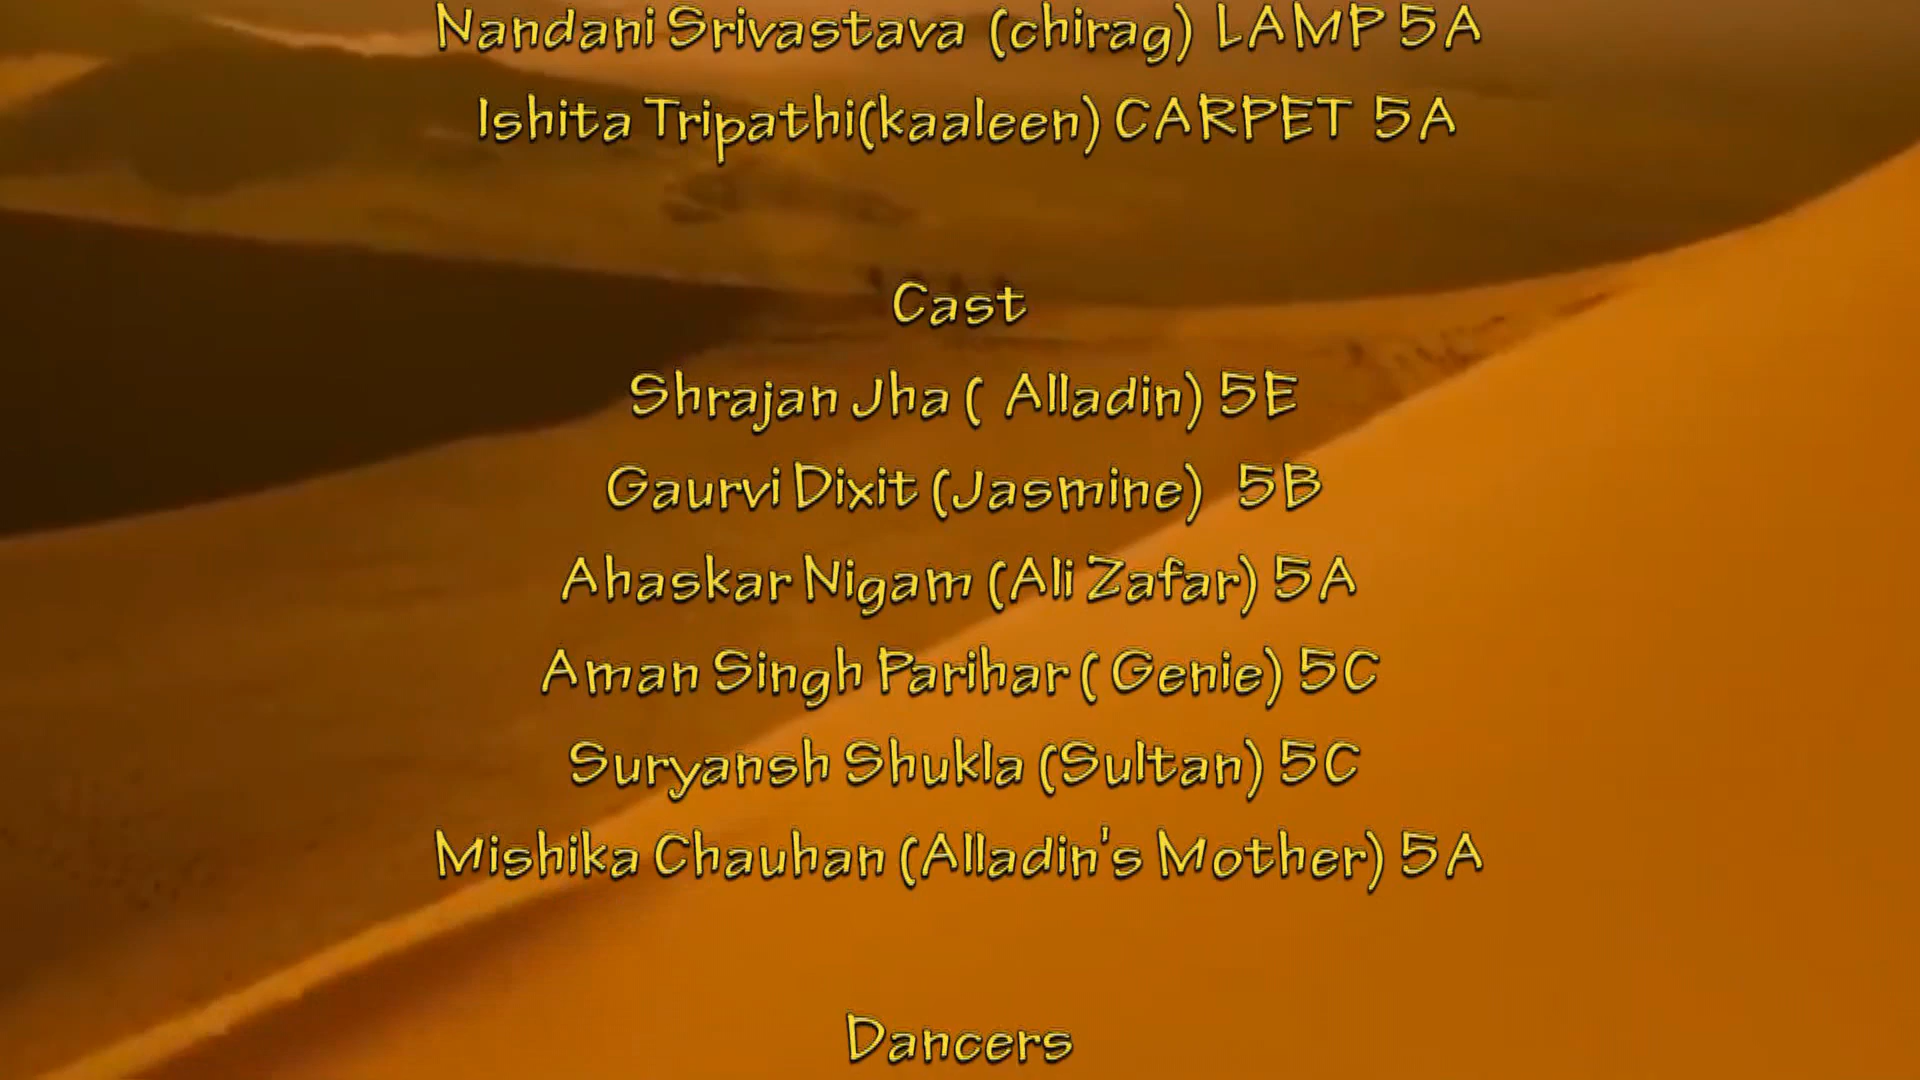 Nandani Srivastava (chirag) LAMP 5A
Ishita Tripathi(kaaleen) CARPET 5A
Cast
Shrajan Jha ( Alladin) 5E
Gaurvi Dixit (Jasmine) 5B
Ahaskar Nigam (Ali Zafar) 5A
Aman Singh Parihar ( Genie) 5C
Suryansh Shukla (Sultan) 5C
Mishika Chauhan (Alladin's Mother) 5A
Dancers